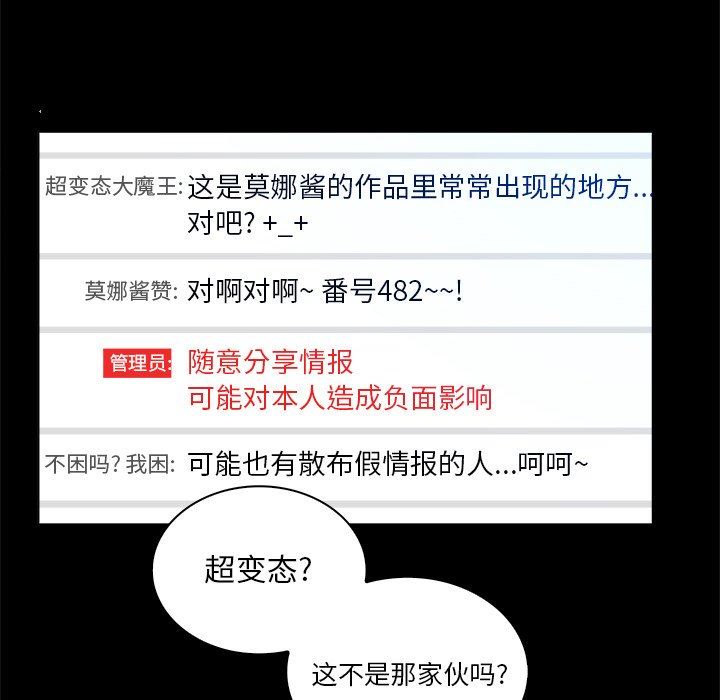 超变态大魔王: 这是莫娜酱的作品里常常出现的地方...
对吧? +_+
莫娜酱赞: 对啊对啊~ 番号482~~!
管理员: 随意分享情报
可能对本人造成负面影响
不困吗? 我困: 可能也有散布假情报的人...呵呵~
超变态?
这不是那家伙吗?